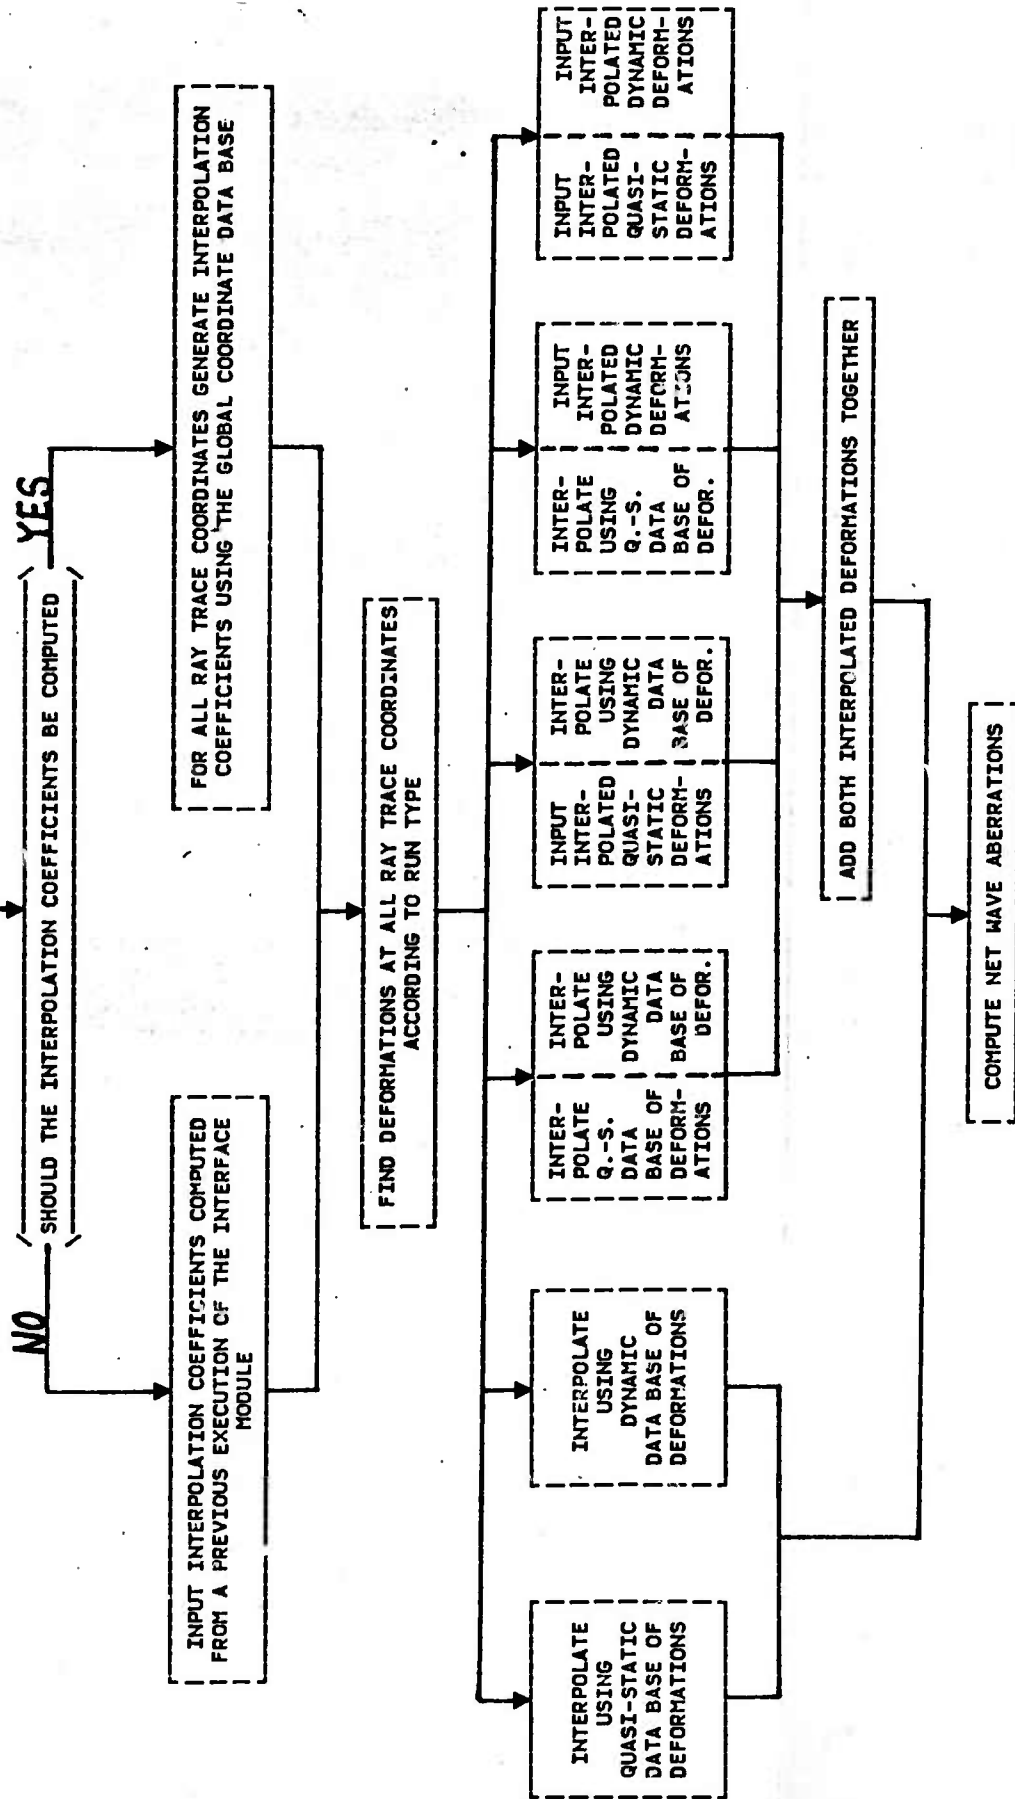 SHOULD THE INTERPOLATION COEFFICIENTS BE COMPUTED
NO
YES
INPUT INTERPOLATION COEFFICIENTS COMPUTED
FROM A PREVIOUS EXECUTION OF THE INTERFACE
MODULE
FOR ALL RAY TRACE COORDINATES GENERATE INTERPOLATION
COEFFICIENTS USING THE GLOBAL COORDINATE DATA BASE
FIND DEFORMATIONS AT ALL RAY TRACE COORDINATES
ACCORDING TO RUN TYPE
INTERPOLATE
USING
QUASI-STATIC
DATA BASE OF
DEFORMATIONS
INTERPOLATE
USING
DYNAMIC
DATA BASE OF
DEFORMATIONS
INTER-
POLATE
Q.-S.
DATA
BASE OF
DEFORM-
ATIONS
INTER-
POLATE
USING
DYNAMIC
DATA
BASE OF
DEFOR.
INPUT
INTER-
POLATED
QUASI-
STATIC
DEFORM-
ATIONS
INTER-
POLATE
USING
DYNAMIC
DATA
BASE OF
DEFOR.
INTER-
POLATE
USING
Q.-S.
DATA
BASE OF
DEFOR.
INPUT
INTER-
POLATED
DYNAMIC
DEFORM-
ATIONS
INPUT
INTER-
POLATED
QUASI-
STATIC
DEFORM-
ATIONS
INPUT
INTER-
POLATED
DYNAMIC
DEFORM-
ATIONS
ADD BOTH INTERPOLATED DEFORMATIONS TOGETHER
COMPUTE NET WAVE ABERRATIONS